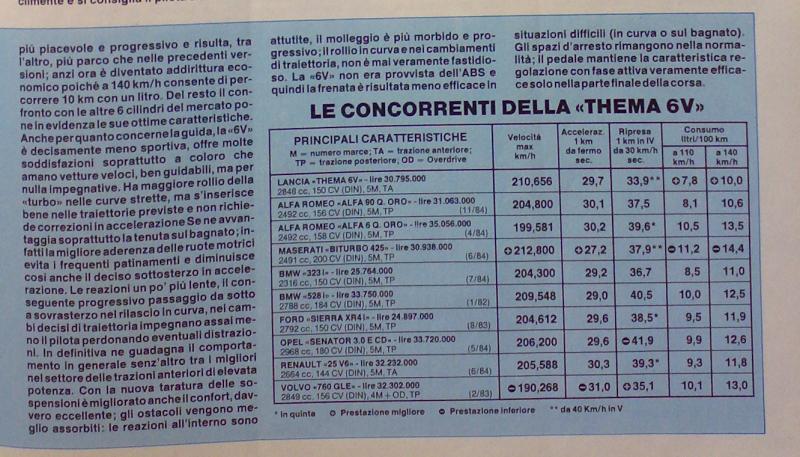 più piacevole e progressivo e risulta, tra
l'altro, più parco che nelle precedenti ver-
sioni; anzi ora è diventato addirittura eco-
nomico poiché a 140 km/h consente di per-
correre 10 km con un litro. Del resto il con-
fronto con le altre 6 cilindri del mercato po-
ne in evidenza le sue ottime caratteristiche.
Anche per quanto concerne la guida, la «6V»
è decisamente meno sportiva, offre molte
soddisfazioni soprattutto a coloro che
amano vetture veloci, ben guidabili, ma per
nulla impegnative. Ha maggiore rollio della
«turbo» nelle curve strette, ma s'inserisce
bene nelle traiettorie previste e non richie-
de correzioni in accelerazione Se ne avvan-
taggia soprattutto la tenuta sul bagnato; in-
fatti la migliore aderenza delle ruote motrici
evita i frequenti patinamenti e diminuisce
così anche il deciso sottosterzo in accele-
razione. Le reazioni un po' più lente, il con-
seguente progressivo passaggio da sotto
a sovrasterzo nel rilascio in curva, nei cam-
bi decisi di traiettoria impegnano assai me-
no il pilota perdonando eventuali distrazio-
ni. In definitiva ne guadagna il comporta-
mento in generale senz'altro tra i migliori
nel settore delle trazioni anteriori di elevata
potenza. Con la nuova taratura delle so-
spensioni è migliorato anche il confort, dav-
vero eccellente; gli ostacoli vengono me-
glio assorbiti: le reazioni all'interno sono
attutite, il molleggio è più morbido e pro-
gressivo; il rollio in curva e nei cambiamenti
di traiettoria, non è mai veramente fastidio-
so. La «6V» non era provvista dell'ABS e
quindi la frenata è risultata meno efficace in
situazioni difficili (in curva o sul bagnato).
Gli spazi d'arresto rimangono nella norma-
lità; il pedale mantiene la caratteristica re-
golazione con fase attiva veramente effica-
ce solo nella parte finale della corsa.
LE CONCORRENTI DELLA «THEMA 6V»
PRINCIPALI CARATTERISTICHE
M = numero marce; TA = trazione anteriore;
TP = trazione posteriore, OD = Overdrive
Velocità
max
km/h
Acceleraz.
1 km
da fermo
sec.
Ripresa
1 km in IV
da 30 km/h
sec.
Consumo
litri/100 km
a 110
km/h
a 140
km/h
LANCIA «THEMA 6V» - lire 30.795.000
2849 cc, 150 CV (DIN), 5M, TA
210,656 29,7 33,9** 7,8 10,0
ALFA ROMEO «ALFA 90 Q. ORO» - lire 31.063.000
2492 cc, 156 CV (DIN), 5M, TP (11/84)
204,800 30,1 37,5 8,1 10,6
ALFA ROMEO «ALFA 6 Q. ORO» - lire 35.056.000
2492 cc, 158 CV (DIN), 5M, TP (4/84)
199,581 30,2 39,6* 10,5 13,5
MASERATI «BITURBO 425» - lire 30.938.000
2491 cc, 200 CV (DIN), 5M, TP (6/84)
212,800 27,2 37,9** 11,2 14,4
BMW «323 i» - lire 25.764.000
2316 cc, 150 CV (DIN), 5M, TP (7/84)
204,300 29,2 36,7 8,5 11,0
BMW «528 i» - lire 33.750.000
2788 cc, 184 CV (DIN), 5M, TP (1/82)
209,548 29,0 40,5 10,0 12,5
FORD «SIERRA XR4 i» - lire 24.897.000
2792 cc, 150 CV (DIN), 5M, TP (8/83)
204,612 29,6 38,5* 9,5 11,9
OPEL «SENATOR 3.0 E CD» - lire 33.720.000
2968 cc, 180 CV (DIN), 5M, TP (5/84)
206,200 29,6 41,9 9,9 12,6
RENAULT «25 V6» - lire 32.232.000
2664 cc, 144 CV (DIN), 5M, TA (6/84)
205,588 30,3 39,3* 9,3 11,8
VOLVO «760 GLE» - lire 32.302.000
2849 cc, 156 CV (DIN), 4M + OD, TP (2/83)
190,268 31,0 35,1 10,1 13,0
* in quinta Prestazione migliore Prestazione inferiore ** da 40 Km/h in V